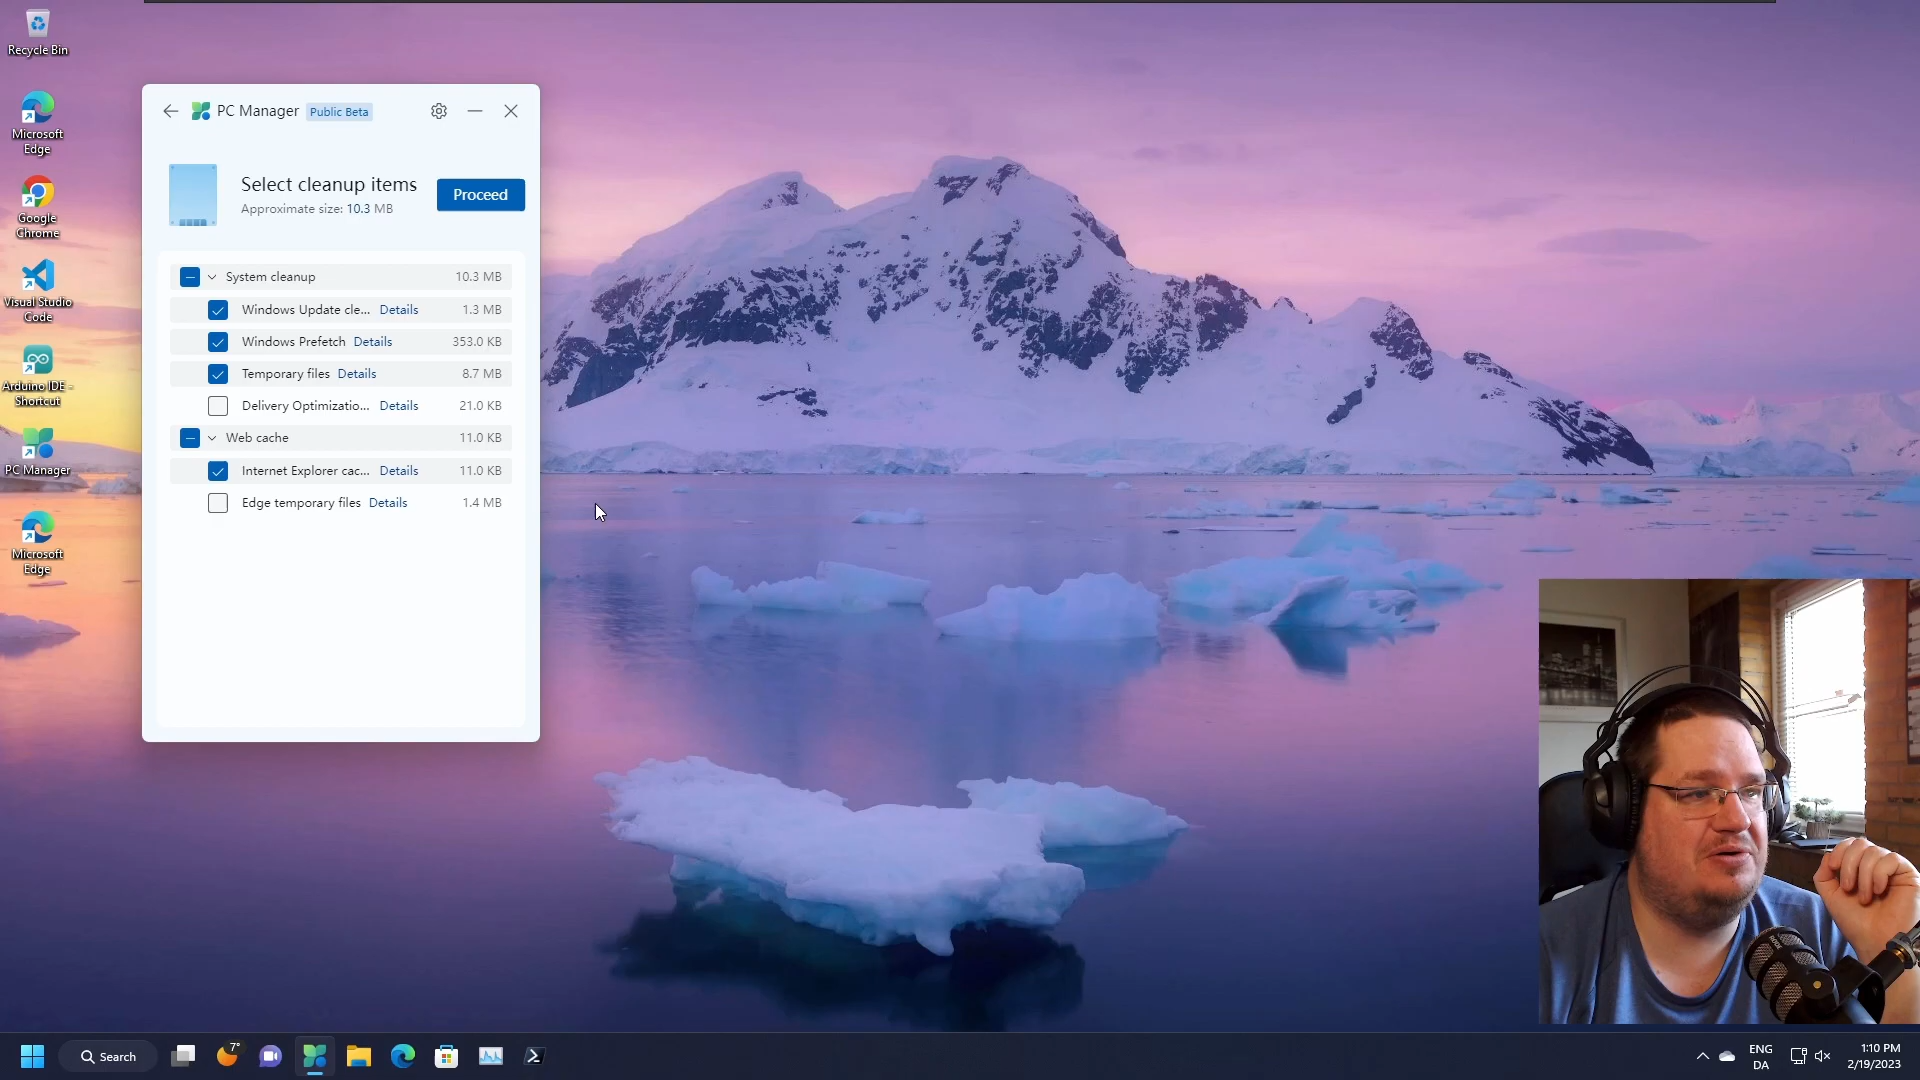 Recycle Bin
Microsoft
Edge
Google
Chrome
Visual Studio
Code
Arduino IDE -
Shortcut
PC Manager
Microsoft
Edge
PC Manager Public Beta
Select cleanup items
Approximate size: 10.3 MB
Proceed
System cleanup 10.3 MB
Windows Update cle... Details 1.3 MB
Windows Prefetch Details 353.0 KB
Temporary files Details 8.7 MB
Delivery Optimizatio... Details 21.0 KB
Web cache 11.0 KB
Internet Explorer cac... Details 11.0 KB
Edge temporary files Details 1.4 MB
RODE
Search
7°
ENG
DA
1:10 PM
2/19/2023